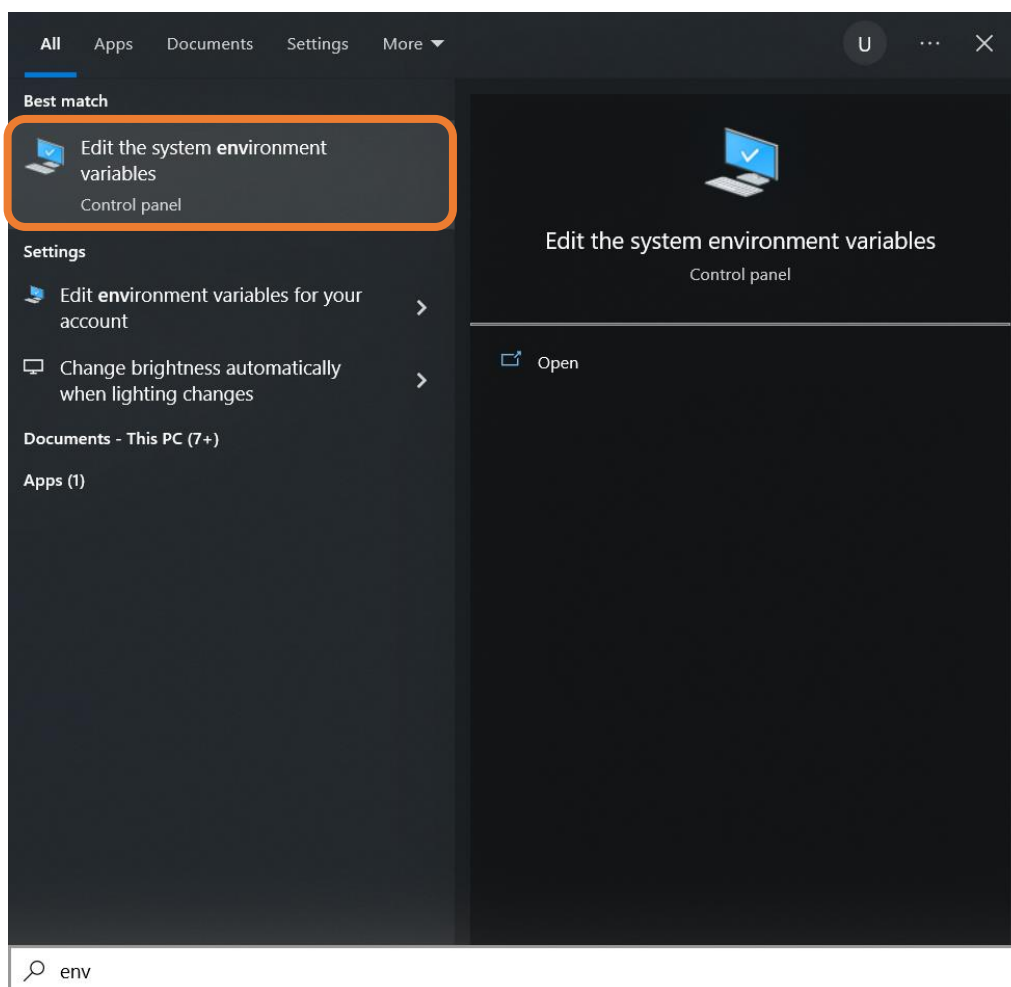 All Apps Documents Settings More U ...
Best match
Edit the system environment
variables
Control panel
Settings
Edit environment variables for your
account
Change brightness automatically
when lighting changes
Documents - This PC (7+)
Apps (1)
Edit the system environment variables
Control panel
Open
env